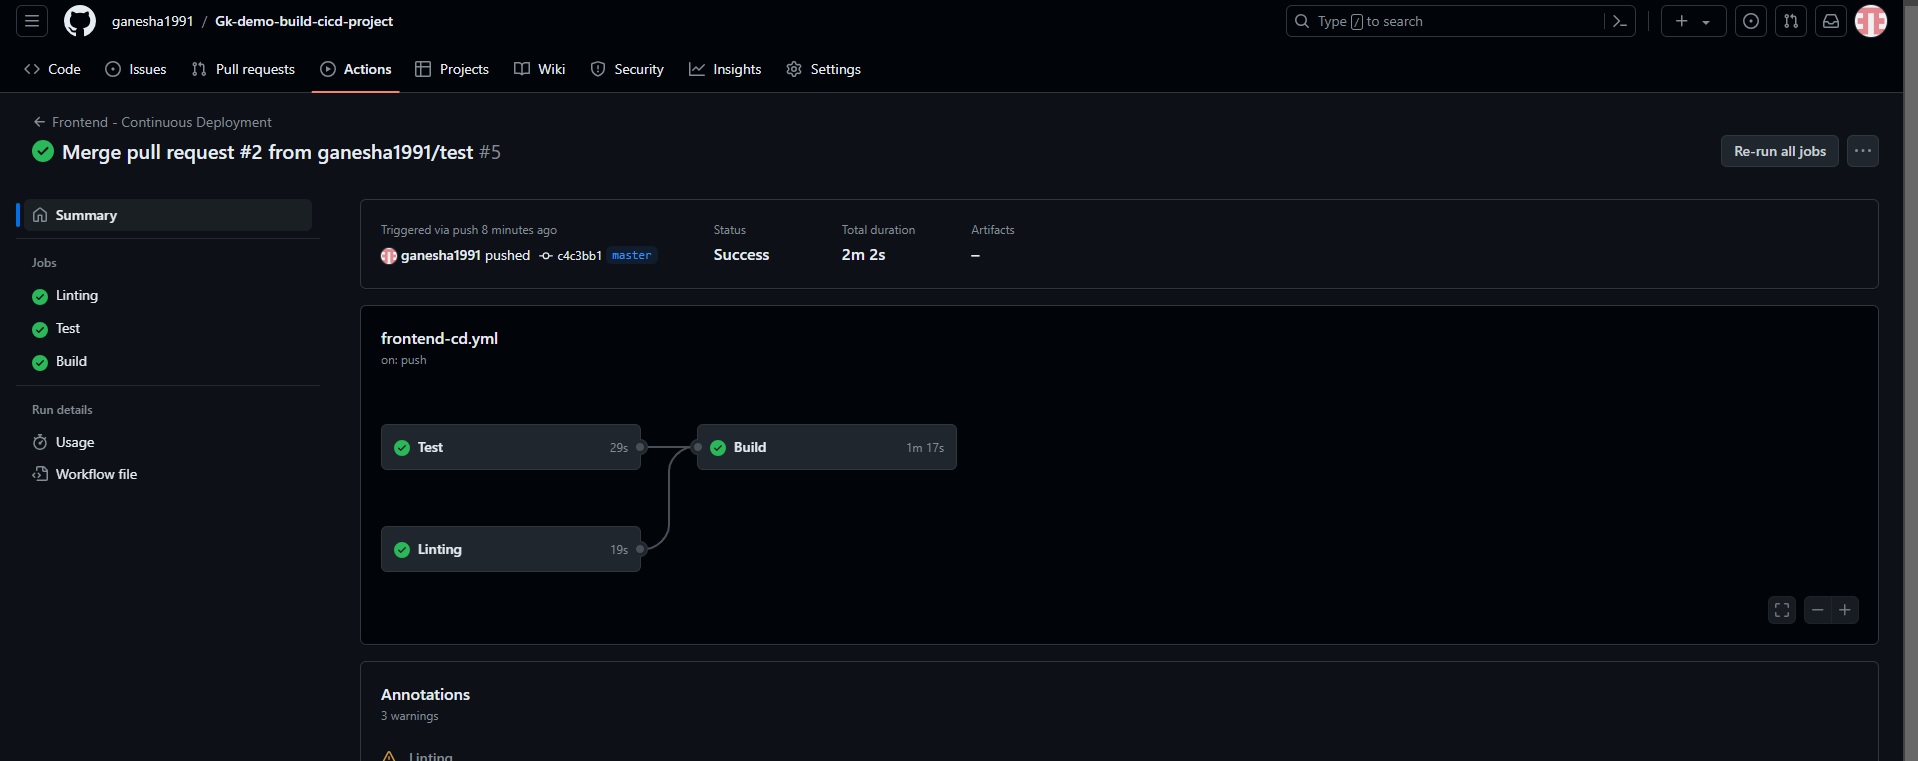 ganesha1991 / Gk-demo-build-cicd-project
Type / to search
Code Issues Pull requests Actions Projects Wiki Security Insights Settings
Frontend - Continuous Deployment
Merge pull request #2 from ganesha1991/test #5
Re-run all jobs
Summary
Jobs
Linting
Test
Build
Run details
Usage
Workflow file
Triggered via push 8 minutes ago
ganesha1991 pushed c4c3bb1 master
Status
Success
Total duration
2m 2s
Artifacts
–
frontend-cd.yml
on: push
Test 29s
Build 1m 17s
Linting 19s
Annotations
3 warnings
Linting